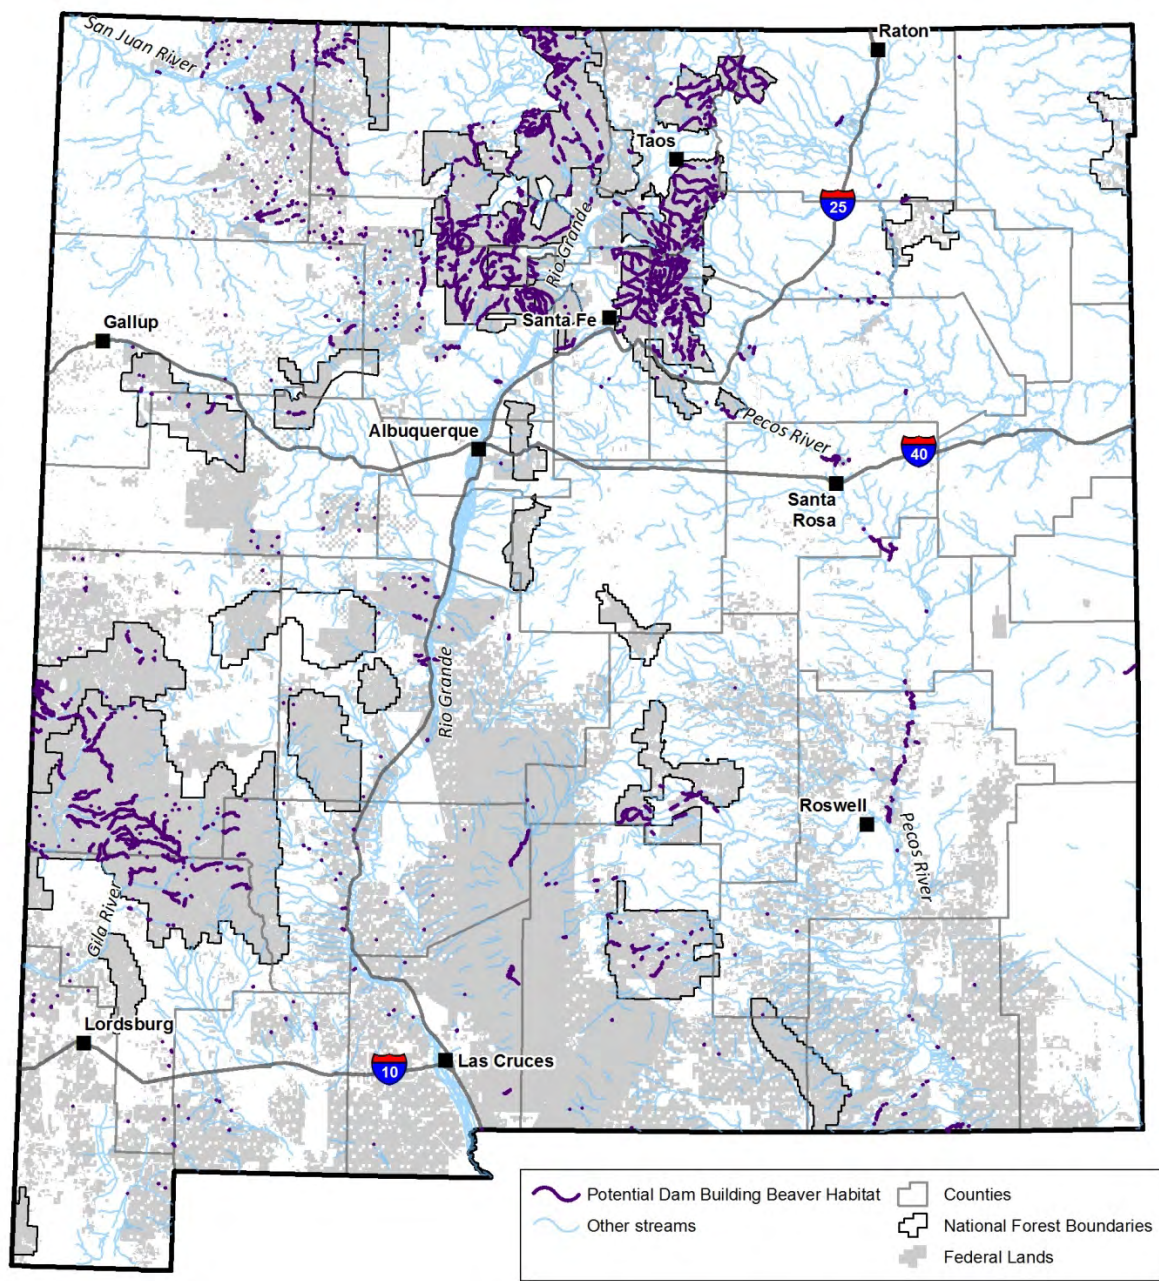 San Juan River
Raton
Taos
25
Rio Grande
Gallup
Santa Fe
Albuquerque
Pecos River
40
Santa
Rosa
Rio Grande
Roswell
Pecos River
Gila River
Lordsburg
Las Cruces
10
Potential Dam Building Beaver Habitat
Other streams
Counties
National Forest Boundaries
Federal Lands